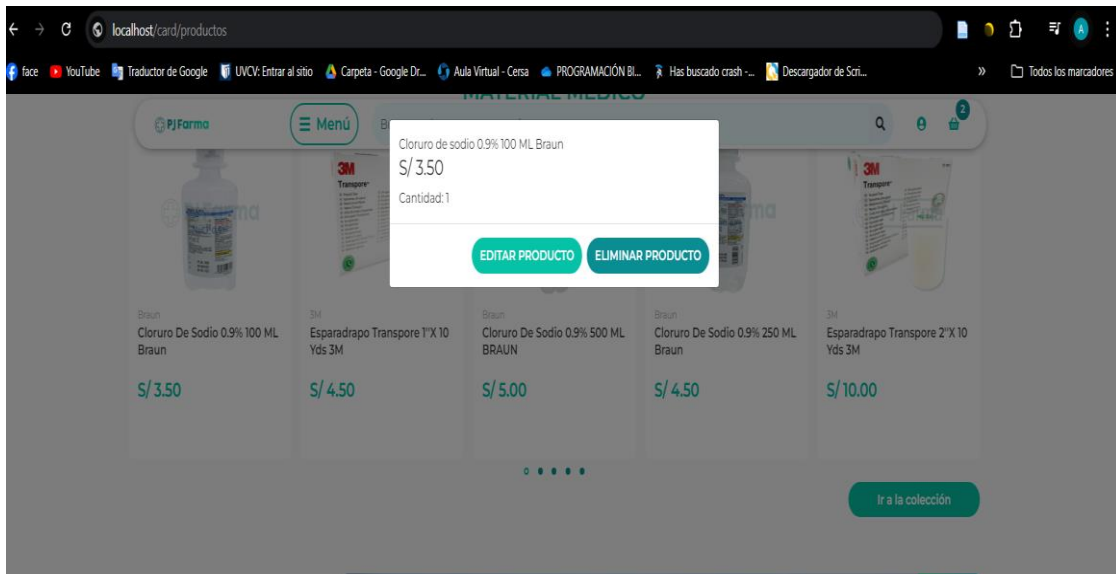 localhost/card/productos
face YouTube Traductor de Google UVCV: Entrar al sitio Carpeta - Google Dr... Aula Virtual - Cersa PROGRAMACIÓN BI... Has buscado crash -... Descargador de Scri... » Todos los marcadores
MATERIAL MÉDICO
PJFarma Menú B 2
Cloruro de sodio 0.9% 100 ML Braun
S/ 3.50
Cantidad: 1
EDITAR PRODUCTO ELIMINAR PRODUCTO
3M Transpore 3M Transpore
Braun 3M Braun Braun 3M
Cloruro De Sodio 0.9% 100 ML Esparadrapo Transpore 1"X 10 Cloruro De Sodio 0.9% 500 ML Cloruro De Sodio 0.9% 250 ML Esparadrapo Transpore 2"X 10
Braun Yds 3M BRAUN Braun Yds 3M
S/ 3.50 S/ 4.50 S/ 5.00 S/ 4.50 S/ 10.00
Ir a la colección